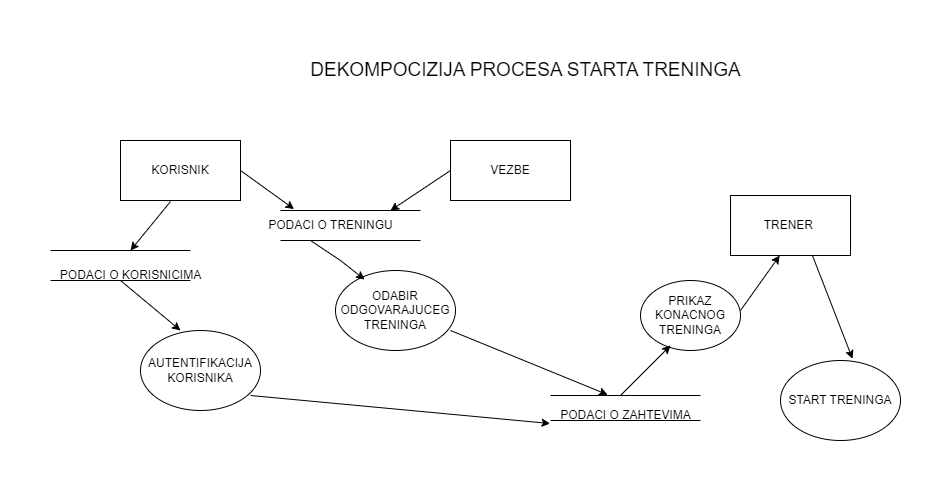 DEKOMPOCIZIJA PROCESA STARTA TRENINGA
KORISNIK
VEZBE
TRENER
PODACI O TRENINGU
PODACI O KORISNICIMA
ODABIR
ODGOVARAJUCEG
TRENINGA
PRIKAZ
KONACNOG
TRENINGA
AUTENTIFIKACIJA
KORISNIKA
PODACI O ZAHTEVIMA
START TRENINGA